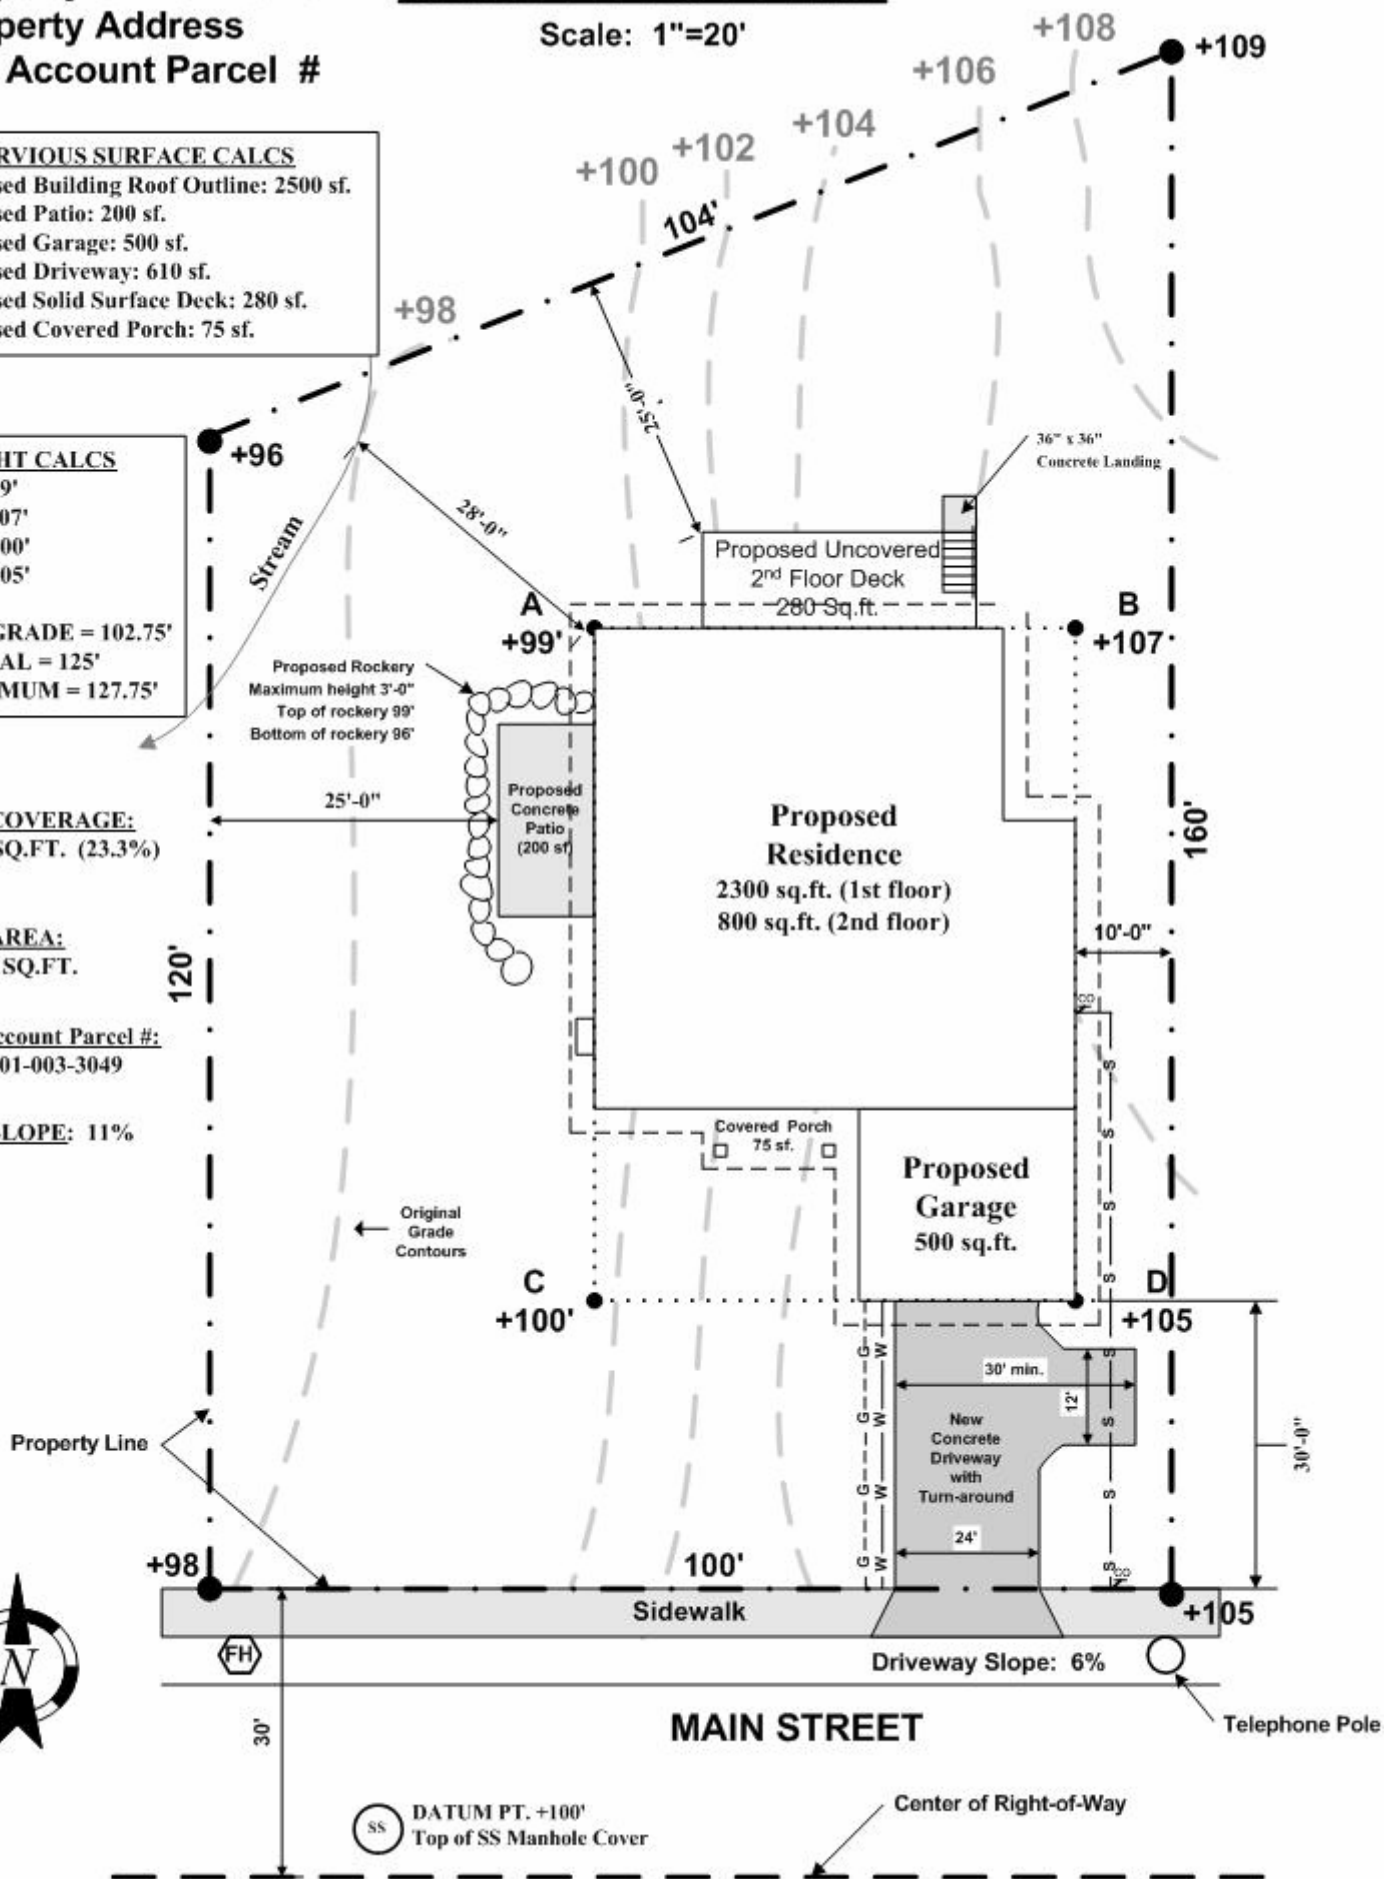 perty Address
Account Parcel #
Scale: 1"=20'
+109
+108
+106
+104
+102
+100
+98
+96
104'
RVIOUS SURFACE CALCS
sed Building Roof Outline: 2500 sf.
sed Patio: 200 sf.
sed Garage: 500 sf.
sed Driveway: 610 sf.
sed Solid Surface Deck: 280 sf.
sed Covered Porch: 75 sf.
HT CALCS
9'
07'
00'
05'
GRADE = 102.75'
AL = 125'
MUM = 127.75'
Stream
28'-0"
25'-0"
36" x 36"
Concrete Landing
Proposed Uncovered
2nd Floor Deck
280 Sq.ft.
A
+99'
B
+107
Proposed Rockery
Maximum height 3'-0"
Top of rockery 99'
Bottom of rockery 96'
25'-0"
Proposed
Concrete
Patio
(200 sf)
Proposed
Residence
2300 sq.ft. (1st floor)
800 sq.ft. (2nd floor)
160'
10'-0"
CO
COVERAGE:
SQ.FT. (23.3%)
AREA:
SQ.FT.
120'
ccount Parcel #:
01-003-3049
LOPE: 11%
Covered Porch
75 sf.
Proposed
Garage
500 sq.ft.
Original
Grade
Contours
C
+100'
D
+105
S
S
S
S
S
S
S
S
G
G
G
G
W
W
W
W
30' min.
12'
New
Concrete
Driveway
with
Turn-around
24'
30'-0"
CO
Property Line
+98
100'
+105
Sidewalk
N
FH
Driveway Slope: 6%
MAIN STREET
Telephone Pole
30'
SS
DATUM PT. +100'
Top of SS Manhole Cover
Center of Right-of-Way